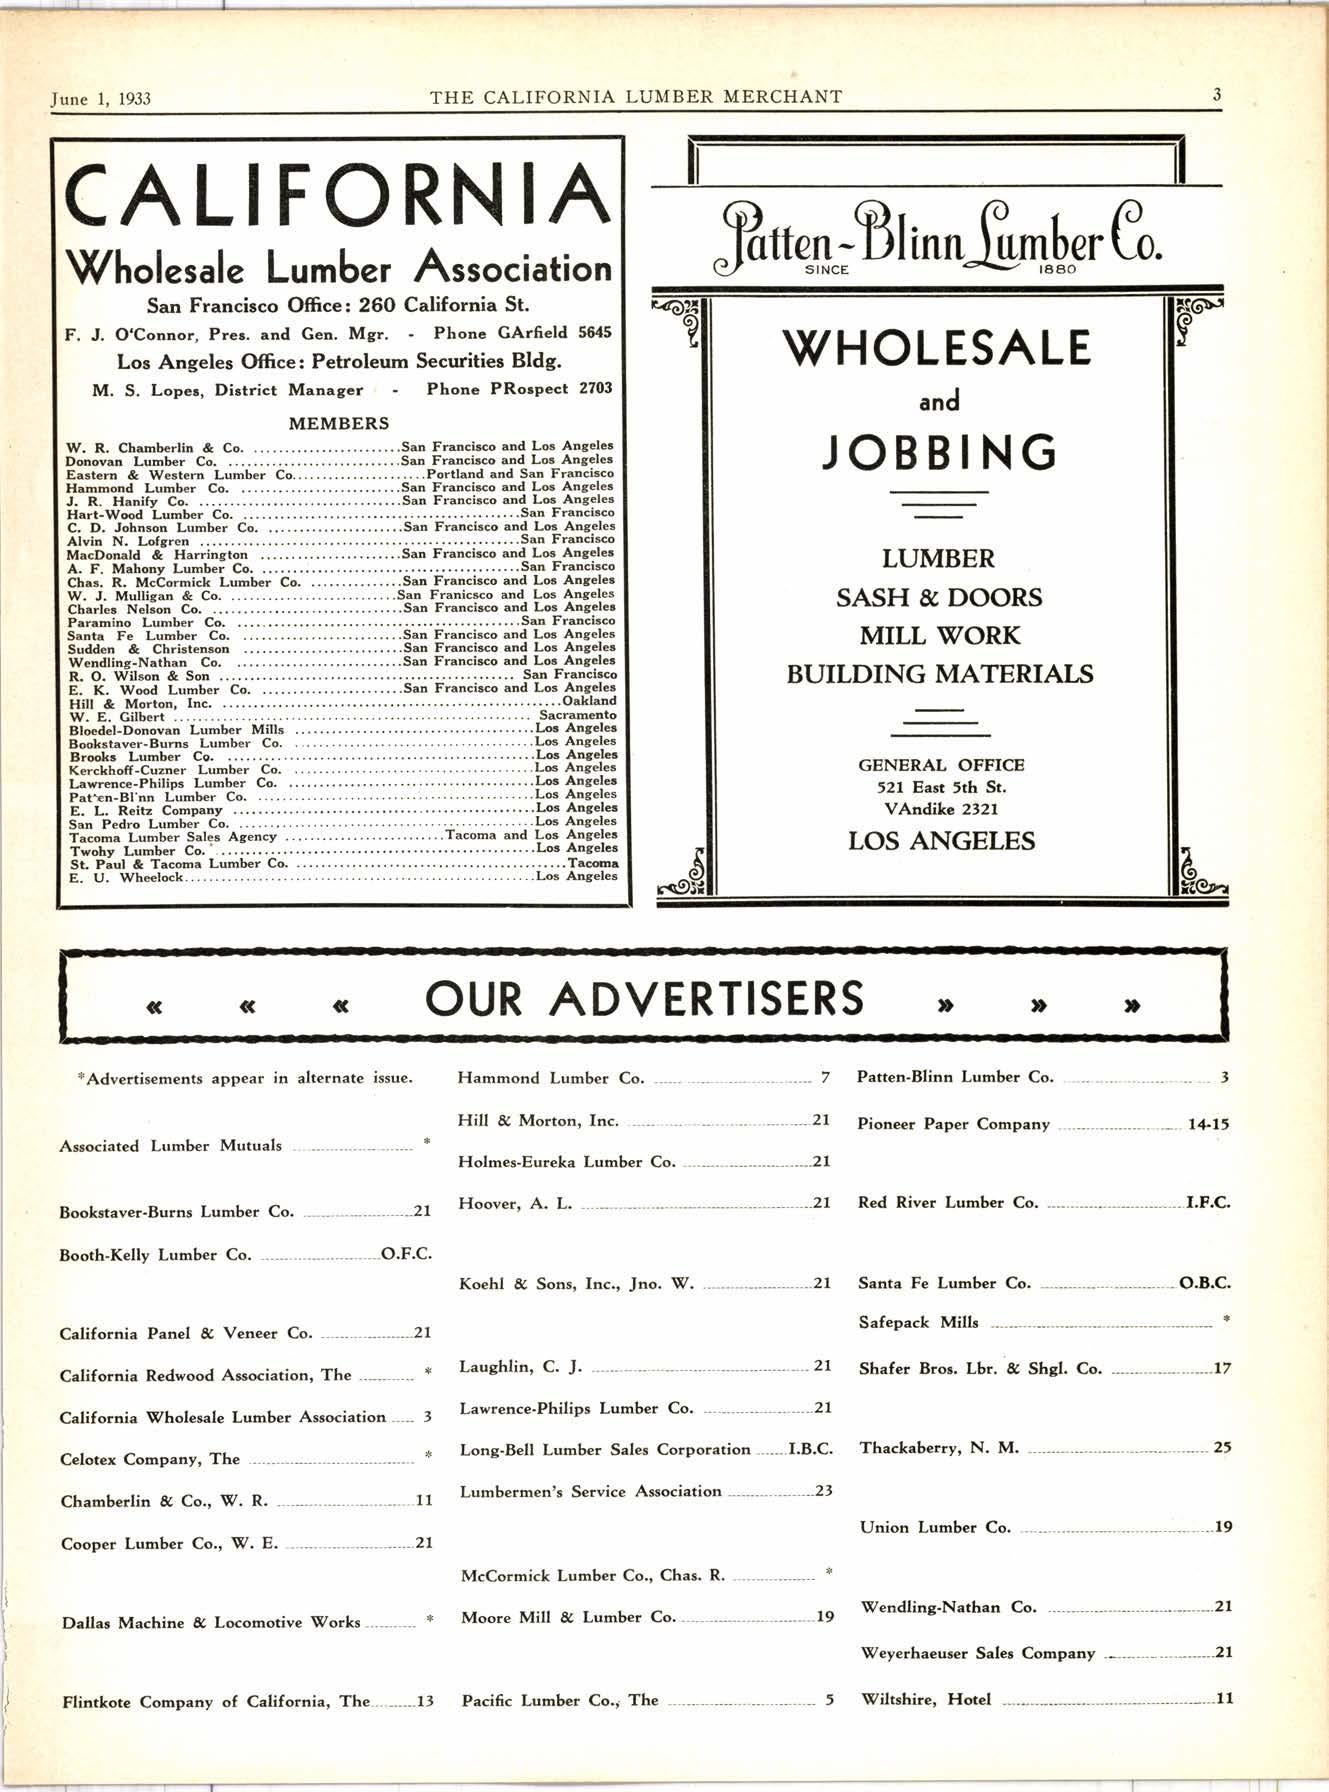 June 1, 1933
THE CALIFORNIA LUMBER MERCHANT
3
CALIFORNIA
Wholesale Lumber Association
San Francisco Office: 260 California St.
F. J. O'Connor, Pres. and Gen. Mgr. - Phone GArfield 5645
Los Angeles Office: Petroleum Securities Bldg.
M. S. Lopes, District Manager - Phone PRospect 2703
MEMBERS
W. R. Chamberlin & Co. ......................San Francisco and Los Angeles
Donovan Lumber Co. ..........................San Francisco and Los Angeles
Eastern & Western Lumber Co....................Portland and San Francisco
Hammond Lumber Co. ........................San Francisco and Los Angeles
J. R. Hanify Co. ..............................San Francisco and Los Angeles
Hart-Wood Lumber Co. ..........................................San Francisco
C. D. Johnson Lumber Co. ....................San Francisco and Los Angeles
Alvin N. Lofgren ................................................San Francisco
MacDonald & Harrington .....................San Francisco and Los Angeles
A. F. Mahony Lumber Co. .......................................San Francisco
Chas. R. McCormick Lumber Co. ..............San Francisco and Los Angeles
W. J. Mulligan & Co. .........................San Franicsco and Los Angeles
Charles Nelson Co. ............................San Francisco and Los Angeles
Paramino Lumber Co. ...........................................San Francisco
Santa Fe Lumber Co. ........................San Francisco and Los Angeles
Sudden & Christenson ........................San Francisco and Los Angeles
Wendling-Nathan Co. .........................San Francisco and Los Angeles
R. O. Wilson & Son ............................................. San Francisco
E. K. Wood Lumber Co. .....................San Francisco and Los Angeles
Hill & Morton, Inc. ...................................................Oakland
W. E. Gilbert ...................................................... Sacramento
Bloedel-Donovan Lumber Mills ....................................Los Angeles
Bookstaver-Burns Lumber Co. ....................................Los Angeles
Brooks Lumber Co. ..............................................Los Angeles
Kerckhoff-Cuzner Lumber Co. ....................................Los Angeles
Lawrence-Philips Lumber Co. .....................................Los Angeles
Patten-Bl'nn Lumber Co. .........................................Los Angeles
E. L. Reitz Company .............................................Los Angeles
San Pedro Lumber Co. ............................................Los Angeles
Tacoma Lumber Sales Agency ........................Tacoma and Los Angeles
Twohy Lumber Co. ................................................Los Angeles
St. Paul & Tacoma Lumber Co. .........................................Tacoma
E. U. Wheelock.....................................................Los Angeles
Patten-Blinn Lumber Co.
SINCE 1880
WHOLESALE
and
JOBBING
LUMBER
SASH & DOORS
MILL WORK
BUILDING MATERIALS
GENERAL OFFICE
521 East 5th St.
VAndike 2321
LOS ANGELES
« « « OUR ADVERTISERS » » »
*Advertisements appear in alternate issue.
Associated Lumber Mutuals *
Bookstaver-Burns Lumber Co. 21
Booth-Kelly Lumber Co. O.F.C.
California Panel & Veneer Co. 21
California Redwood Association, The *
California Wholesale Lumber Association 3
Celotex Company, The *
Chamberlin & Co., W. R. 11
Cooper Lumber Co., W. E. 21
Dallas Machine & Locomotive Works *
Flintkote Company of California, The 13
Hammond Lumber Co. 7
Hill & Morton, Inc. 21
Holmes-Eureka Lumber Co. 21
Hoover, A. L. 21
Koehl & Sons, Inc., Jno. W. 21
Laughlin, C. J. 21
Lawrence-Philips Lumber Co. 21
Long-Bell Lumber Sales Corporation I.B.C.
Lumbermen's Service Association 23
McCormick Lumber Co., Chas. R. *
Moore Mill & Lumber Co. 19
Pacific Lumber Co., The 5
Patten-Blinn Lumber Co. 3
Pioneer Paper Company 14-15
Red River Lumber Co. I.F.C.
Santa Fe Lumber Co. O.B.C.
Safepack Mills *
Shafer Bros. Lbr. & Shgl. Co. 17
Thackaberry, N. M. 25
Union Lumber Co. 19
Wendling-Nathan Co. 21
Weyerhaeuser Sales Company 21
Wiltshire, Hotel 11